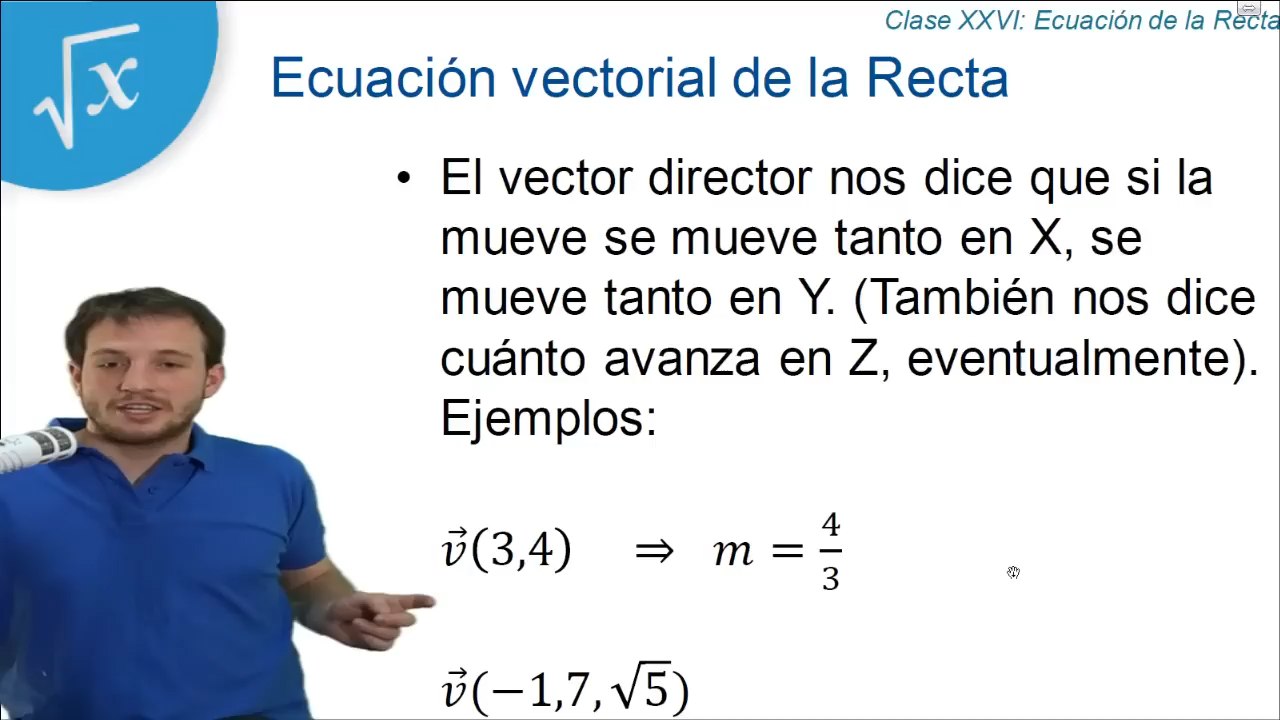 Clase XXVI: Ecuación de la Recta
√x
Ecuación vectorial de la Recta
• El vector director nos dice que si la
mueve se mueve tanto en X, se
mueve tanto en Y. (También nos dice
cuánto avanza en Z, eventualmente).
Ejemplos:
v⃗(3,4) ⇒ m = 4/3
v⃗(−1,7,√5)